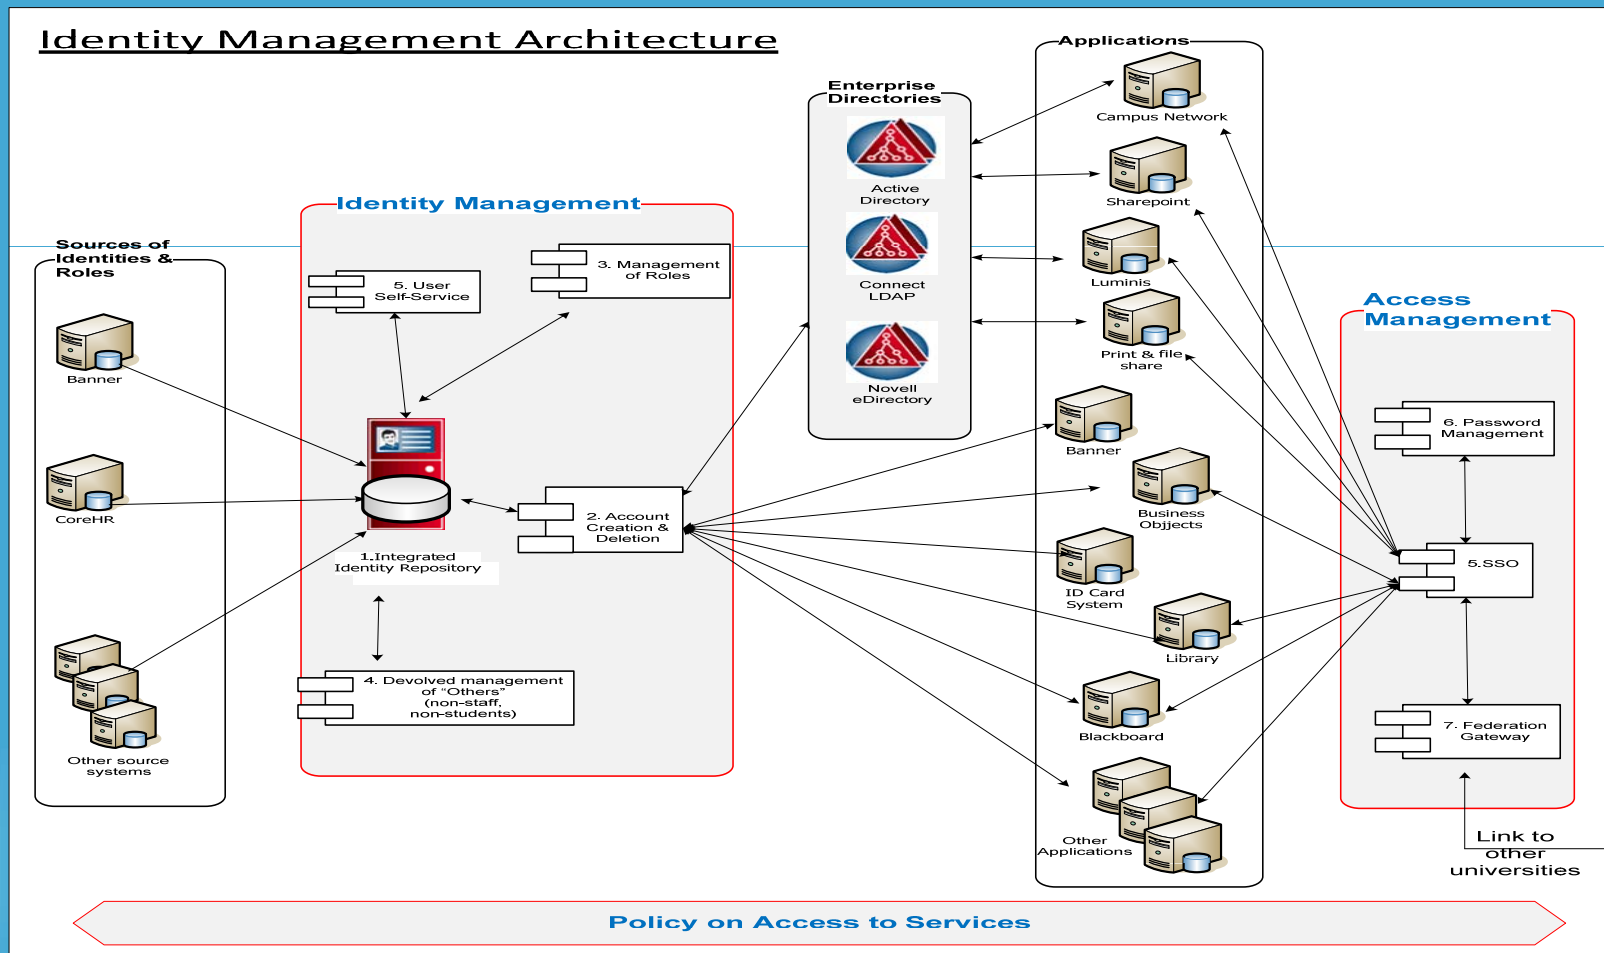 Identity Management Architecture
Sources of
Identities &
Roles
Banner
CoreHR
Other source
systems
Identity Management
5. User
Self-Service
3. Management
of Roles
1.Integrated
Identity Repository
2. Account
Creation &
Deletion
4. Devolved management
of “Others”
(non-staff,
non-students)
Enterprise
Directories
Active
Directory
Connect
LDAP
Novell
eDirectory
Applications
Campus Network
Sharepoint
Luminis
Print & file
share
Banner
Business
Objjects
ID Card
System
Library
Blackboard
Other
Applications
Access
Management
6. Password
Management
5.SSO
7. Federation
Gateway
Link to
other
universities
Policy on Access to Services